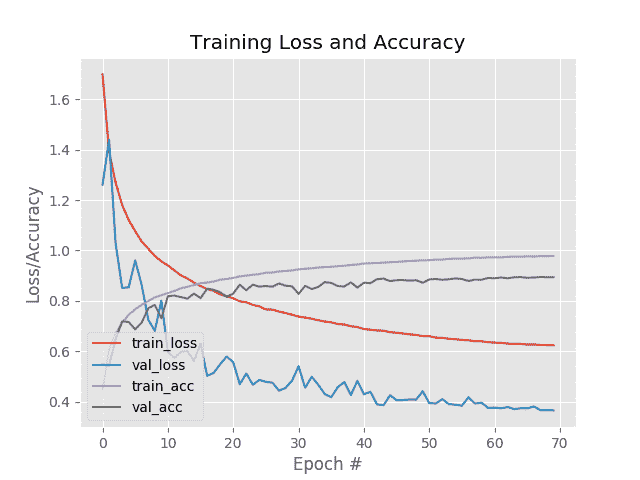 Training Loss and Accuracy
Loss/Accuracy
1.6
1.4
1.2
1.0
0.8
0.6
0.4
train_loss
val_loss
train_acc
val_acc
0 10 20 30 40 50 60 70
Epoch #